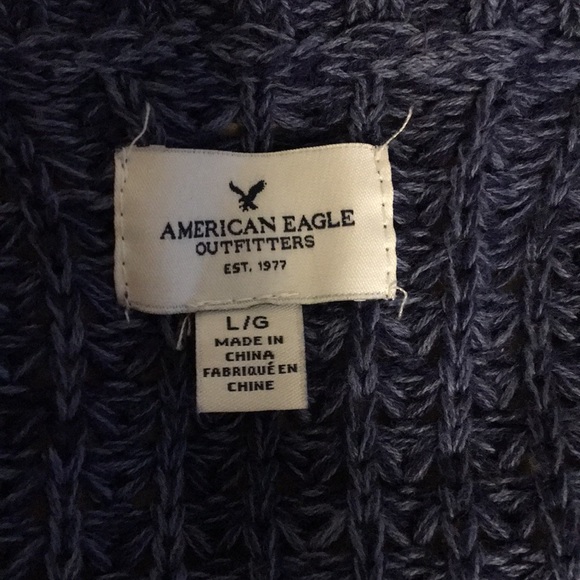 AMERICAN EAGLE
OUTFITTERS
EST. 1977
L/G
MADE IN
CHINA
FABRIQUÉ EN
CHINE